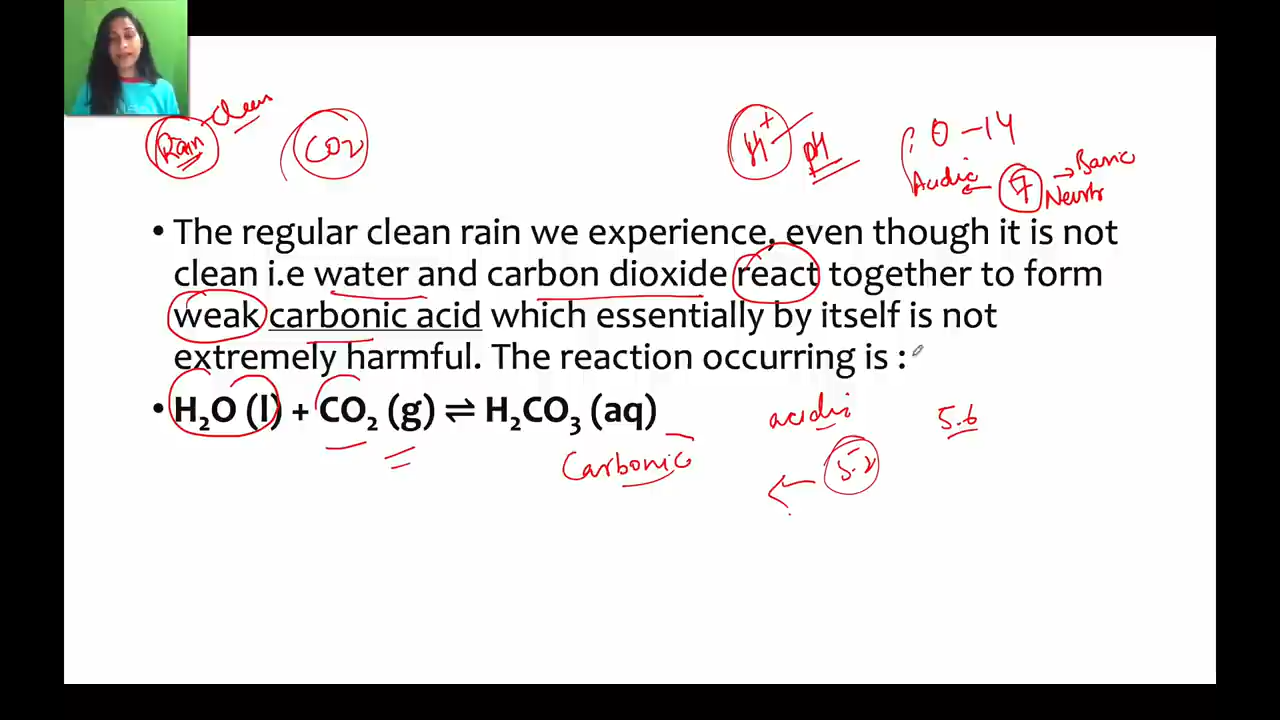 Rain clean
CO2
H+ pH
0-14
Acidic ← 7 → Basic
Neutr
• The regular clean rain we experience, even though it is not
clean i.e water and carbon dioxide react together to form
weak carbonic acid which essentially by itself is not
extremely harmful. The reaction occurring is :
• H₂O (l) + CO₂ (g) ⇌ H₂CO₃ (aq)
acidic 5.6
Carbonic
← 5.2